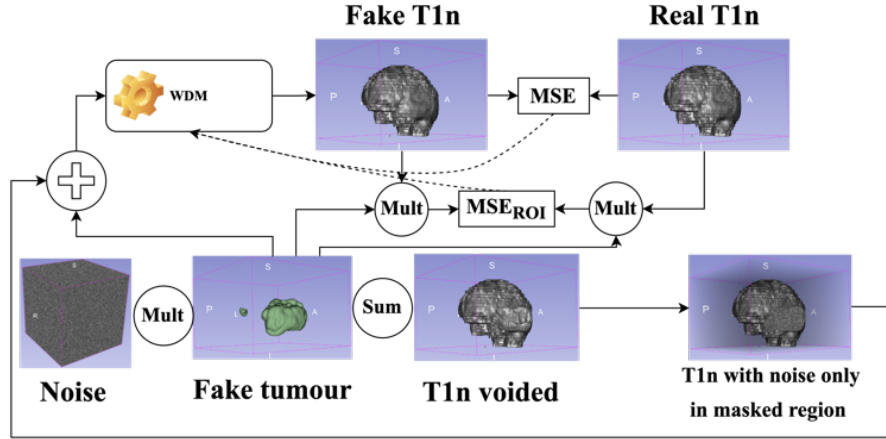 Fake T1n
Real T1n
WDM
S
P
A
MSE
S
P
A
I
Mult
MSEROI
Mult
S
R
Mult
S
P
L
A
I
Sum
S
P
A
I
S
P
A
I
Noise
Fake tumour
T1n voided
T1n with noise only
in masked region